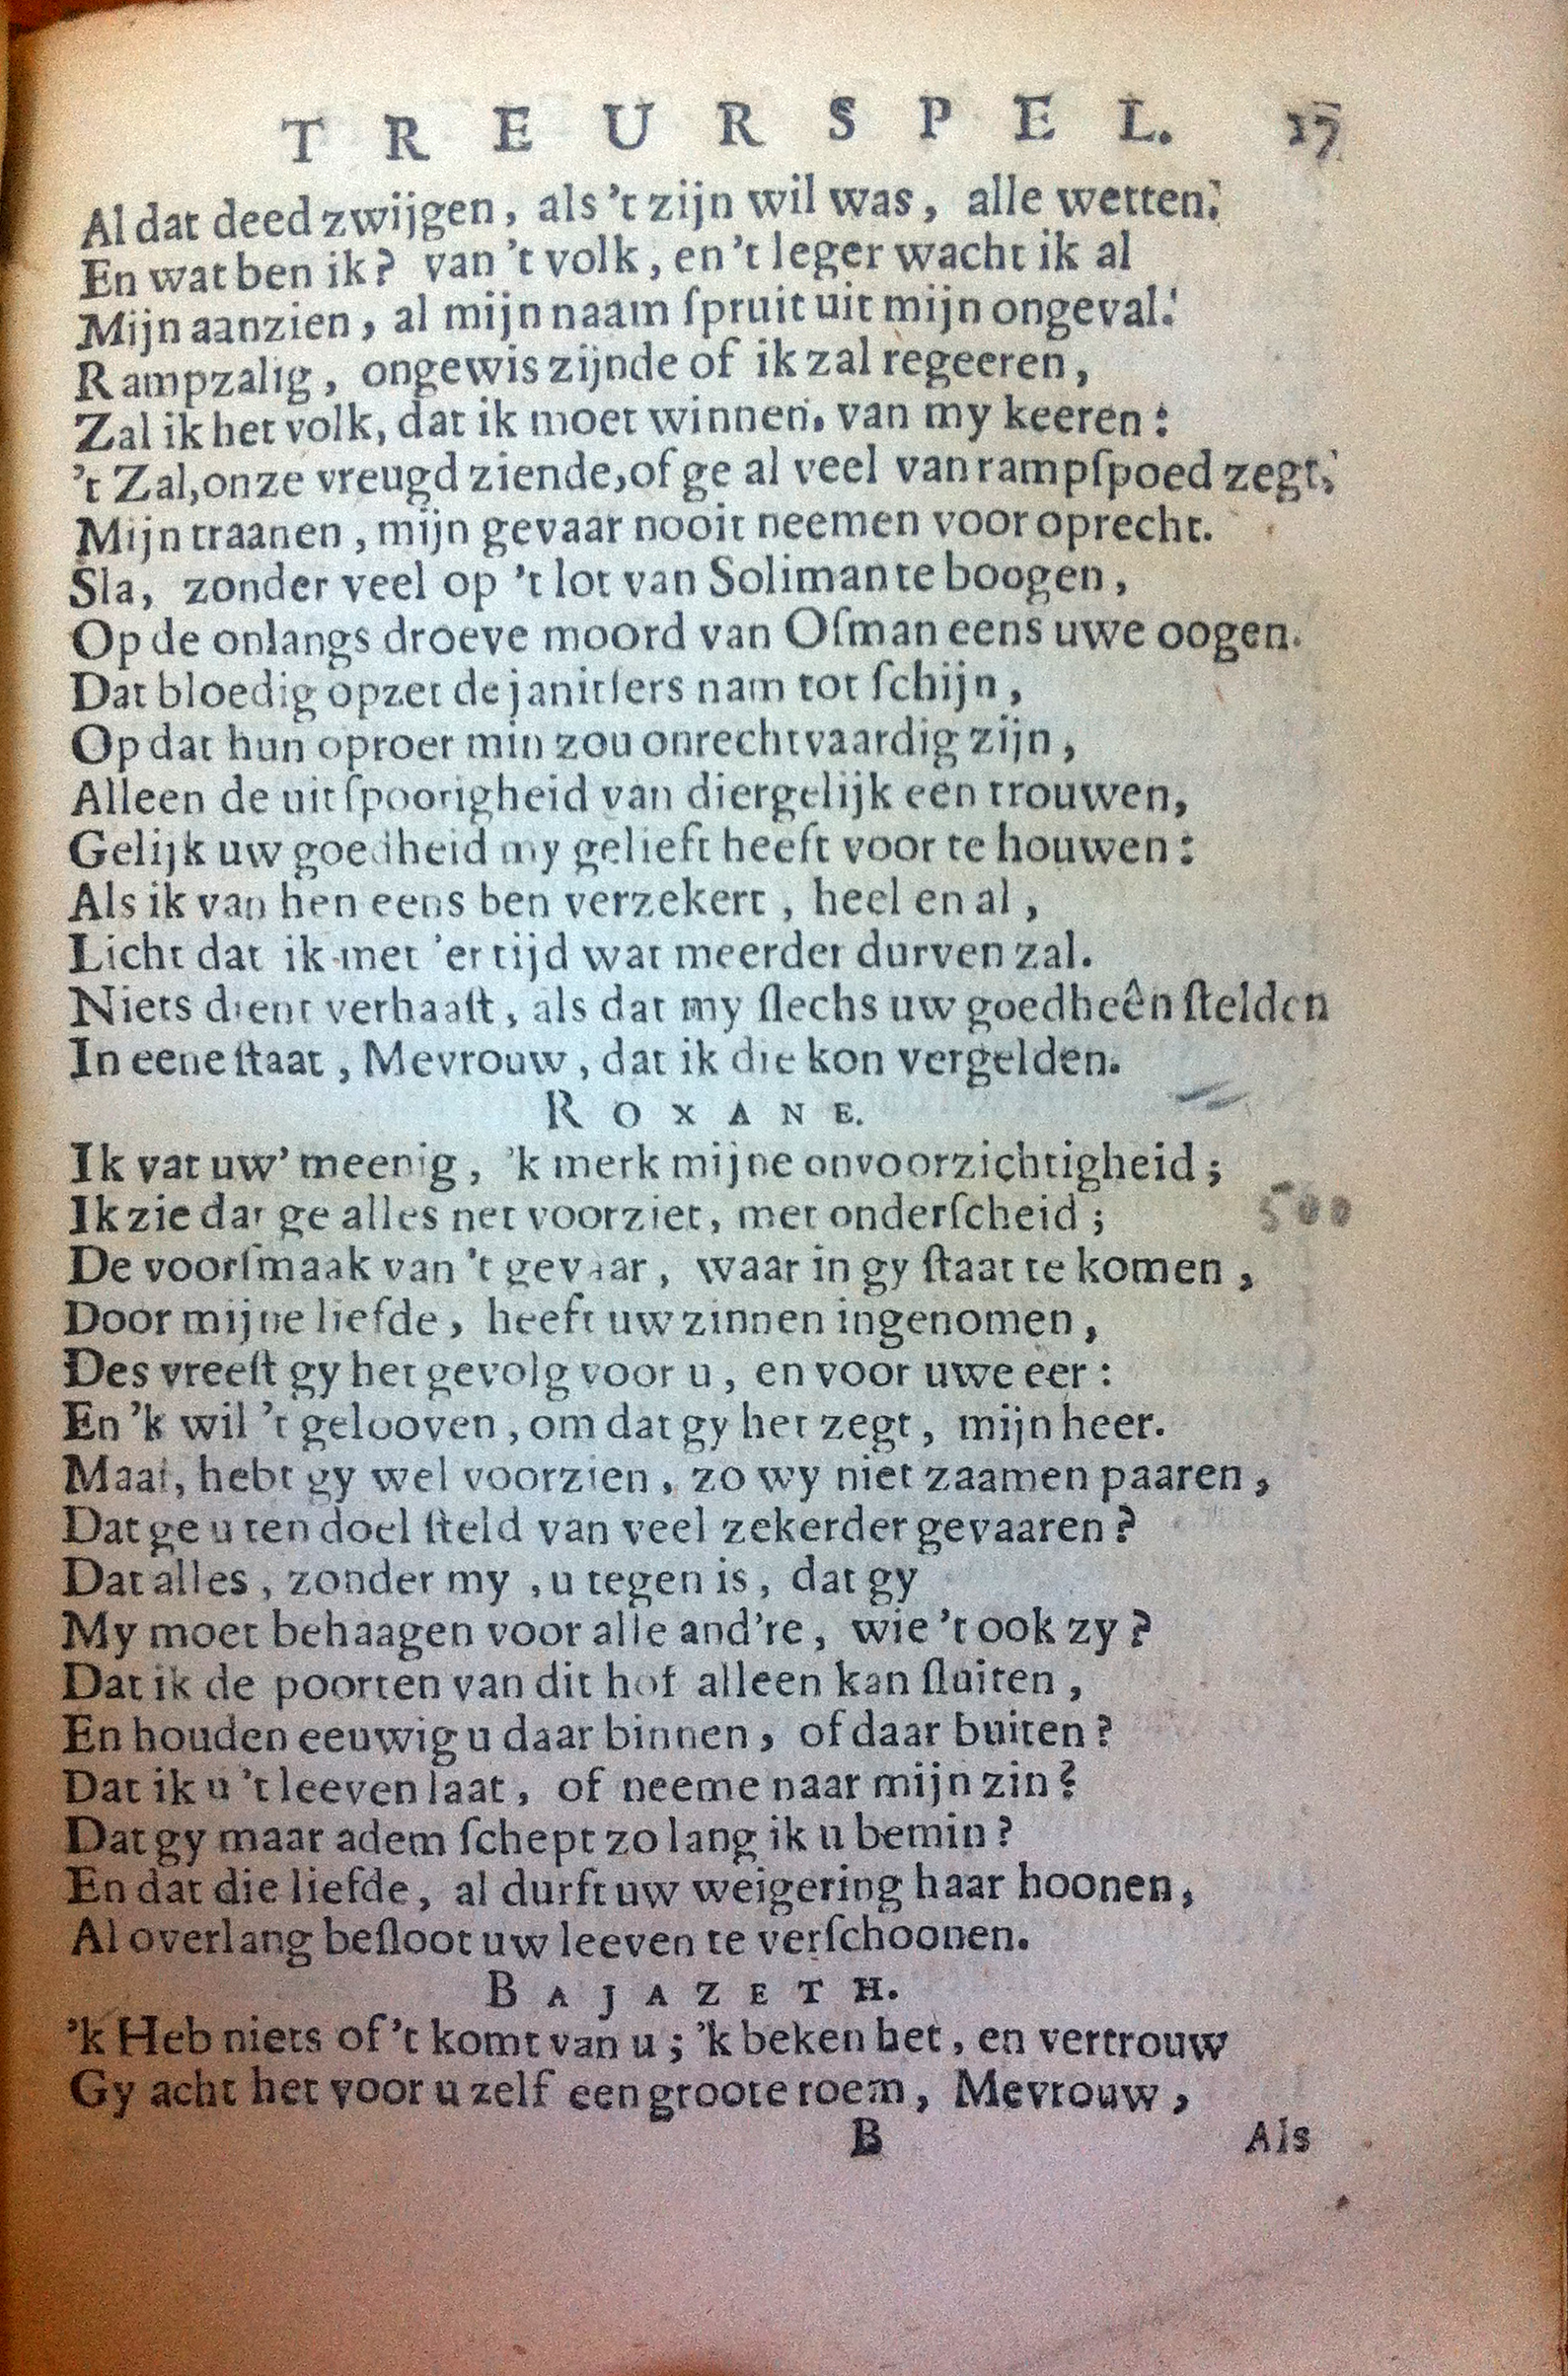 TREURSPEL. 17
Al dat deed zwijgen, als 't zijn wil was, alle wetten.
En wat ben ik? van 't volk, en 't leger wacht ik al
Mijn aanzien, al mijn naam ſpruit uit mijn ongeval.
Rampzalig, ongewis zijnde of ik zal regeeren,
Zal ik het volk, dat ik moet winnen, van my keeren:
't Zal, onze vreugd ziende, of ge al veel van rampſpoed zegt,
Mijn traanen, mijn gevaar nooit neemen voor oprecht.
Sla, zonder veel op 't lot van Soliman te boogen,
Op de onlangs droeve moord van Oſman eens uwe oogen.
Dat bloedig opzet de janitſers nam tot ſchijn,
Op dat hun oproer min zou onrechtvaardig zijn,
Alleen de uitſpoorigheid van diergelijk een trouwen,
Gelijk uw goedheid my gelieft heeft voor te houwen:
Als ik van hen eens ben verzekert, heel en al,
Licht dat ik met 'er tijd wat meerder durven zal.
Niets dient verhaaſt, als dat my ſlechs uw goedheên ſtelden
In eene ſtaat, Mevrouw, dat ik die kon vergelden.
ROXANE.
Ik vat uw' meenig, 'k merk mijne onvoorzichtigheid;
Ik zie dat ge alles net voorziet, met onderſcheid; 500
De voorſmaak van 't gevaar, waar in gy ſtaat te komen,
Door mijne liefde, heeft uw zinnen ingenomen,
Des vreeſt gy het gevolg voor u, en voor uwe eer:
En 'k wil 't gelooven, om dat gy het zegt, mijn heer.
Maar, hebt gy wel voorzien, zo wy niet zaamen paaren,
Dat ge u ten doel ſteld van veel zekerder gevaaren?
Dat alles, zonder my, u tegen is, dat gy
My moet behaagen voor alle and're, wie 't ook zy?
Dat ik de poorten van dit hof alleen kan ſluiten,
En houden eeuwig u daar binnen, of daar buiten?
Dat ik u 't leeven laat, of neeme naar mijn zin?
Dat gy maar adem ſchept zo lang ik u bemin?
En dat die liefde, al durft uw weigering haar hoonen,
Al overlang beſloot uw leeven te verſchoonen.
BAJAZETH.
'k Heb niets of 't komt van u; 'k beken het, en vertrouw
Gy acht het voor u zelf een groote roem, Mevrouw,
B Als